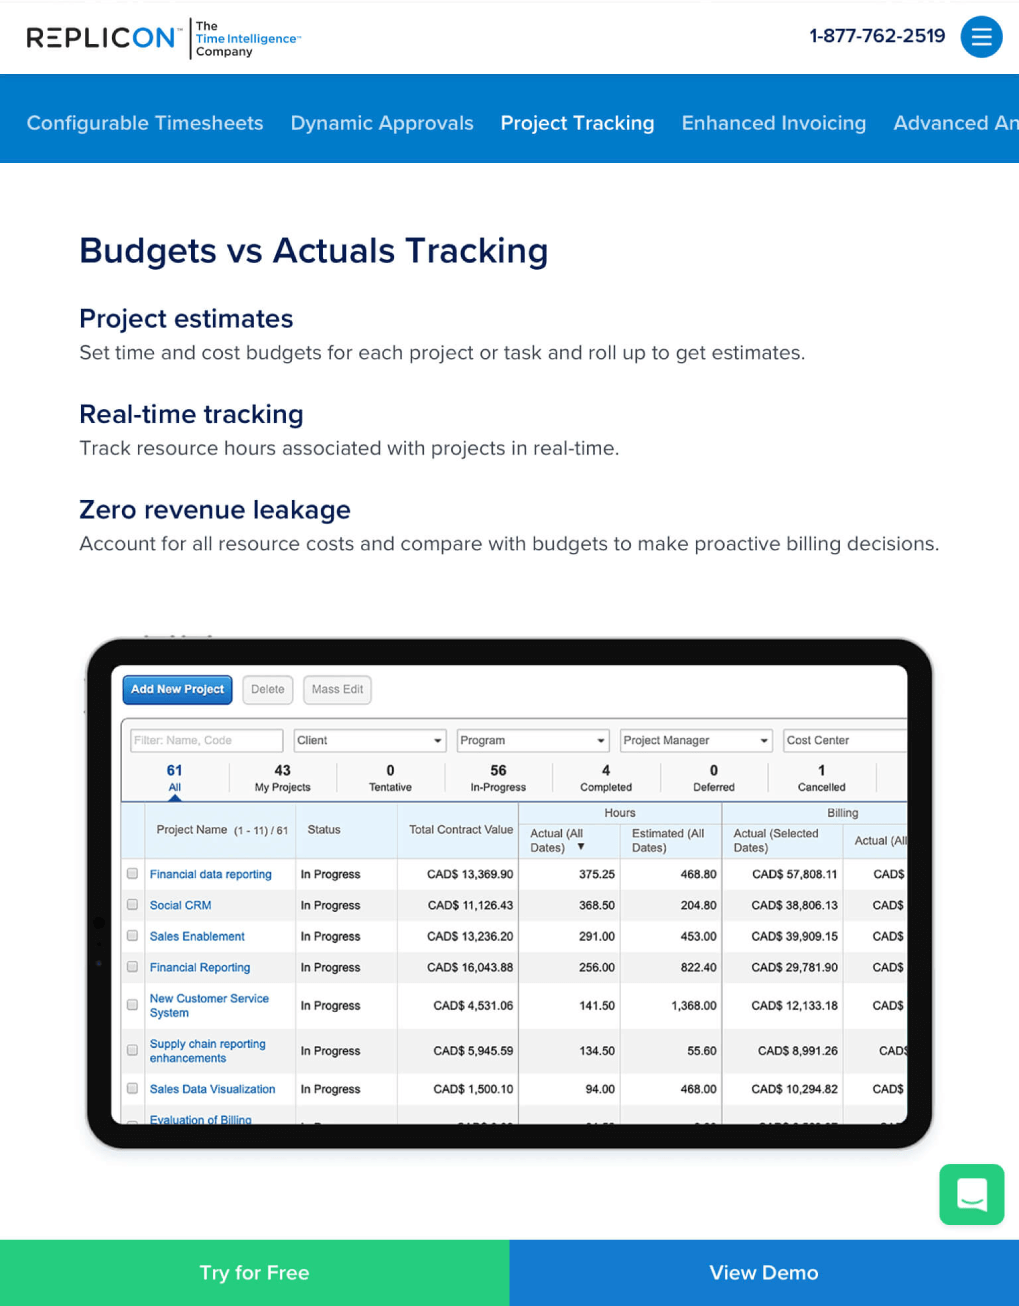 REPLICON™ The
Time Intelligence™
Company
1-877-762-2519
Configurable Timesheets Dynamic Approvals Project Tracking Enhanced Invoicing Advanced An
Budgets vs Actuals Tracking
Project estimates
Set time and cost budgets for each project or task and roll up to get estimates.
Real-time tracking
Track resource hours associated with projects in real-time.
Zero revenue leakage
Account for all resource costs and compare with budgets to make proactive billing decisions.
Add New Project Delete Mass Edit
Filter: Name, Code Client Program Project Manager Cost Center
61 43 0 56 4 0 1
All My Projects Tentative In-Progress Completed Deferred Cancelled
Hours Billing
Project Name (1 - 11) / 61 Status Total Contract Value Actual (All Dates) ▼ Estimated (All Dates) Actual (Selected Dates) Actual (All
Financial data reporting In Progress CAD$ 13,369.90 375.25 468.80 CAD$ 57,808.11 CAD$
Social CRM In Progress CAD$ 11,126.43 368.50 204.80 CAD$ 38,806.13 CAD$
Sales Enablement In Progress CAD$ 13,236.20 291.00 453.00 CAD$ 39,909.15 CAD$
Financial Reporting In Progress CAD$ 16,043.88 256.00 822.40 CAD$ 29,781.90 CAD$
New Customer Service System In Progress CAD$ 4,531.06 141.50 1,368.00 CAD$ 12,133.18 CAD$
Supply chain reporting enhancements In Progress CAD$ 5,945.59 134.50 55.60 CAD$ 8,991.26 CAD$
Sales Data Visualization In Progress CAD$ 1,500.10 94.00 468.00 CAD$ 10,294.82 CAD$
Evaluation of Billing
Try for Free View Demo